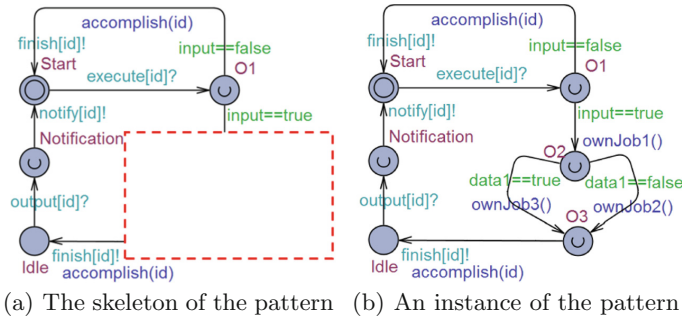 accomplish(id)
finish[id]!
input==false
Start
O1
execute[id]?
notify[id]!
input==true
Notification
output[id]?
finish[id]!
Idle
accomplish(id)
(a) The skeleton of the pattern
accomplish(id)
finish[id]!
input==false
Start
O1
execute[id]?
notify[id]!
input==true
Notification
ownJob1()
O2
data1==true
data1==false
output[id]?
ownJob3()
ownJob2()
O3
finish[id]!
Idle
accomplish(id)
(b) An instance of the pattern